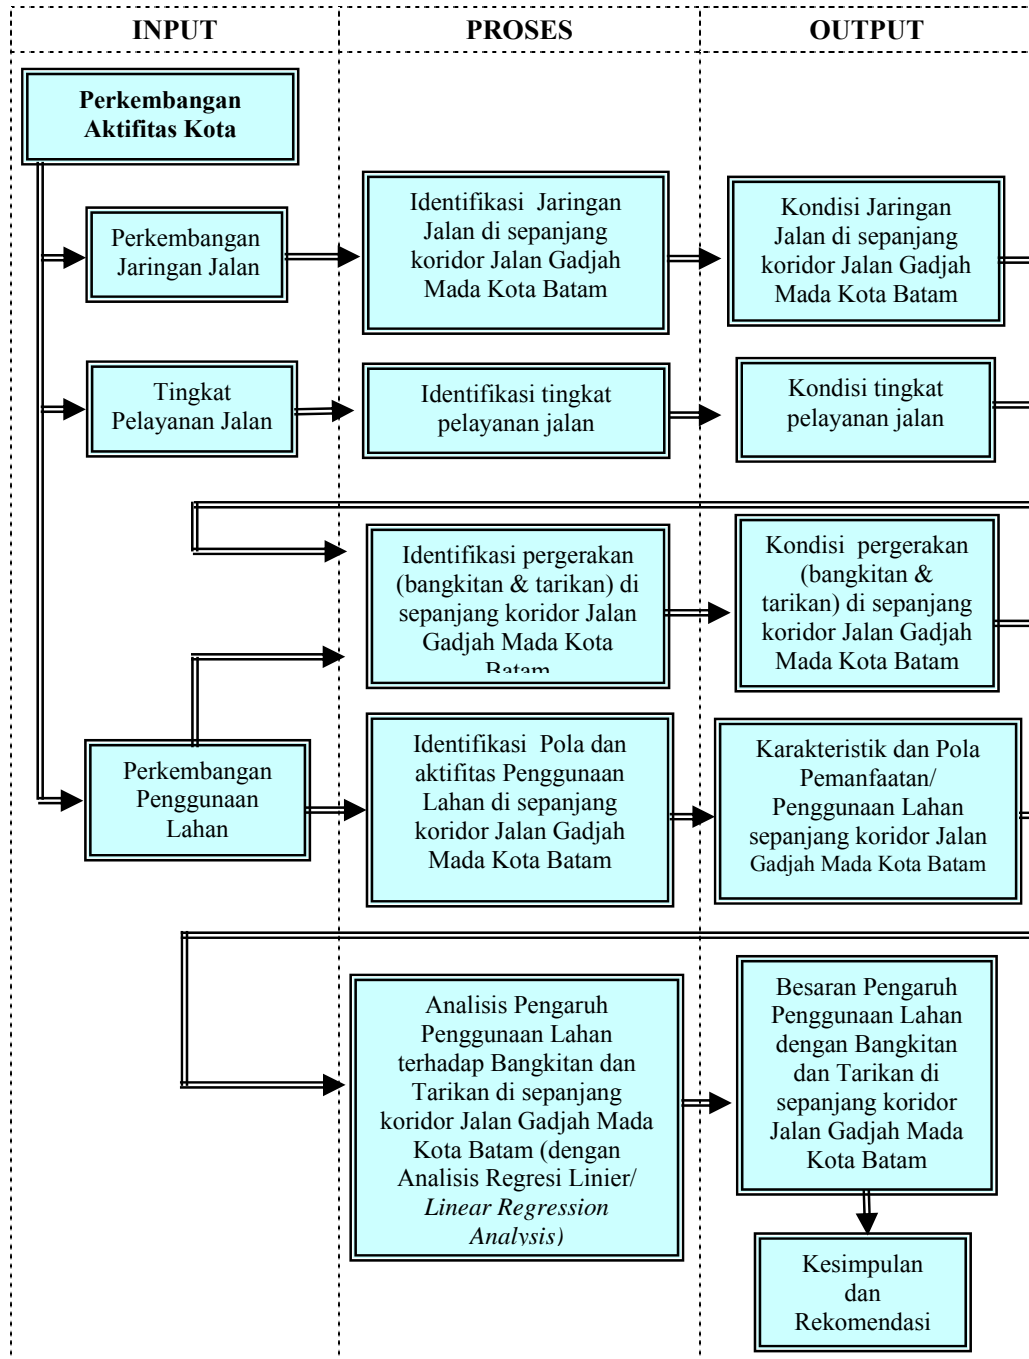 INPUT
PROSES
OUTPUT
Perkembangan
Aktifitas Kota
Perkembangan
Jaringan Jalan
Identifikasi Jaringan
Jalan di sepanjang
koridor Jalan Gadjah
Mada Kota Batam
Kondisi Jaringan
Jalan di sepanjang
koridor Jalan Gadjah
Mada Kota Batam
Tingkat
Pelayanan Jalan
Identifikasi tingkat
pelayanan jalan
Kondisi tingkat
pelayanan jalan
Identifikasi pergerakan
(bangkitan & tarikan) di
sepanjang koridor Jalan
Gadjah Mada Kota
Batam
Kondisi pergerakan
(bangkitan &
tarikan) di sepanjang
koridor Jalan Gadjah
Mada Kota Batam
Perkembangan
Penggunaan
Lahan
Identifikasi Pola dan
aktifitas Penggunaan
Lahan di sepanjang
koridor Jalan Gadjah
Mada Kota Batam
Karakteristik dan Pola
Pemanfaatan/
Penggunaan Lahan
sepanjang koridor Jalan
Gadjah Mada Kota Batam
Analisis Pengaruh
Penggunaan Lahan
terhadap Bangkitan dan
Tarikan di sepanjang
koridor Jalan Gadjah Mada
Kota Batam (dengan
Analisis Regresi Linier/
Linear Regression
Analysis)
Besaran Pengaruh
Penggunaan Lahan
dengan Bangkitan
dan Tarikan di
sepanjang koridor
Jalan Gadjah Mada
Kota Batam
Kesimpulan
dan
Rekomendasi